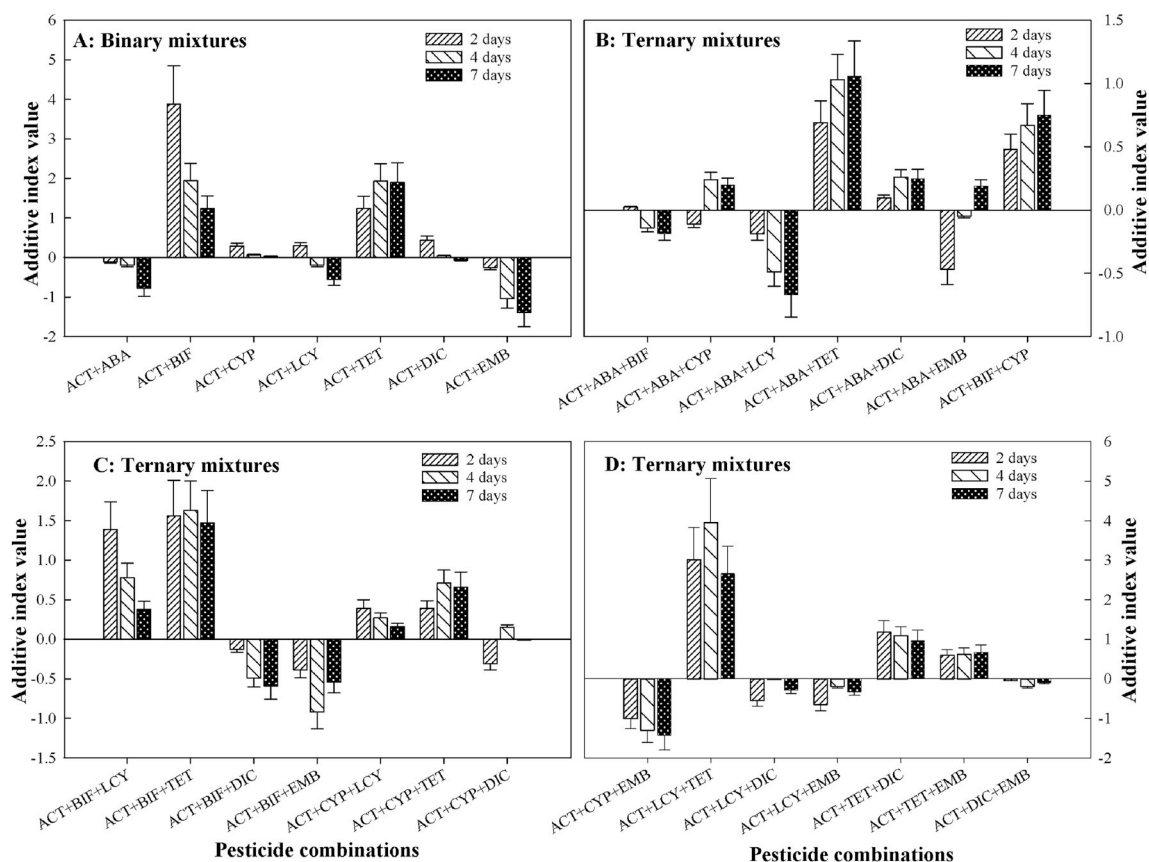 A: Binary mixtures
2 days
4 days
7 days
6
5
4
3
2
1
0
-1
-2
Additive index value
ACT+ABA
ACT+BIF
ACT+CYP
ACT+LCY
ACT+TET
ACT+DIC
ACT+EMB
B: Ternary mixtures
2 days
4 days
7 days
1.5
1.0
0.5
0.0
-0.5
-1.0
Additive index value
ACT+ABA+BIF
ACT+ABA+CYP
ACT+ABA+LCY
ACT+ABA+TET
ACT+ABA+DIC
ACT+ABA+EMB
ACT+BIF+CYP
C: Ternary mixtures
2 days
4 days
7 days
2.5
2.0
1.5
1.0
0.5
0.0
-0.5
-1.0
-1.5
Additive index value
ACT+BIF+LCY
ACT+BIF+TET
ACT+BIF+DIC
ACT+BIF+EMB
ACT+CYP+LCY
ACT+CYP+TET
ACT+CYP+DIC
Pesticide combinations
D: Ternary mixtures
2 days
4 days
7 days
6
5
4
3
2
1
0
-1
-2
Additive index value
ACT+CYP+EMB
ACT+LCY+TET
ACT+LCY+DIC
ACT+LCY+EMB
ACT+TET+DIC
ACT+TET+EMB
ACT+DIC+EMB
Pesticide combinations